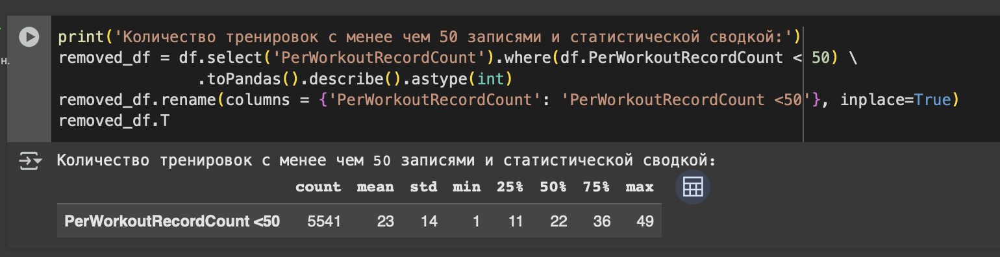 print('Количество тренировок с менее чем 50 записями и статистической сводкой:')
removed_df = df.select('PerWorkoutRecordCount').where(df.PerWorkoutRecordCount < 50) \
.toPandas().describe().astype(int)
removed_df.rename(columns = {'PerWorkoutRecordCount': 'PerWorkoutRecordCount <50'}, inplace=True)
removed_df.T
н.
Количество тренировок с менее чем 50 записями и статистической сводкой:
count mean std min 25% 50% 75% max
PerWorkoutRecordCount <50 5541 23 14 1 11 22 36 49